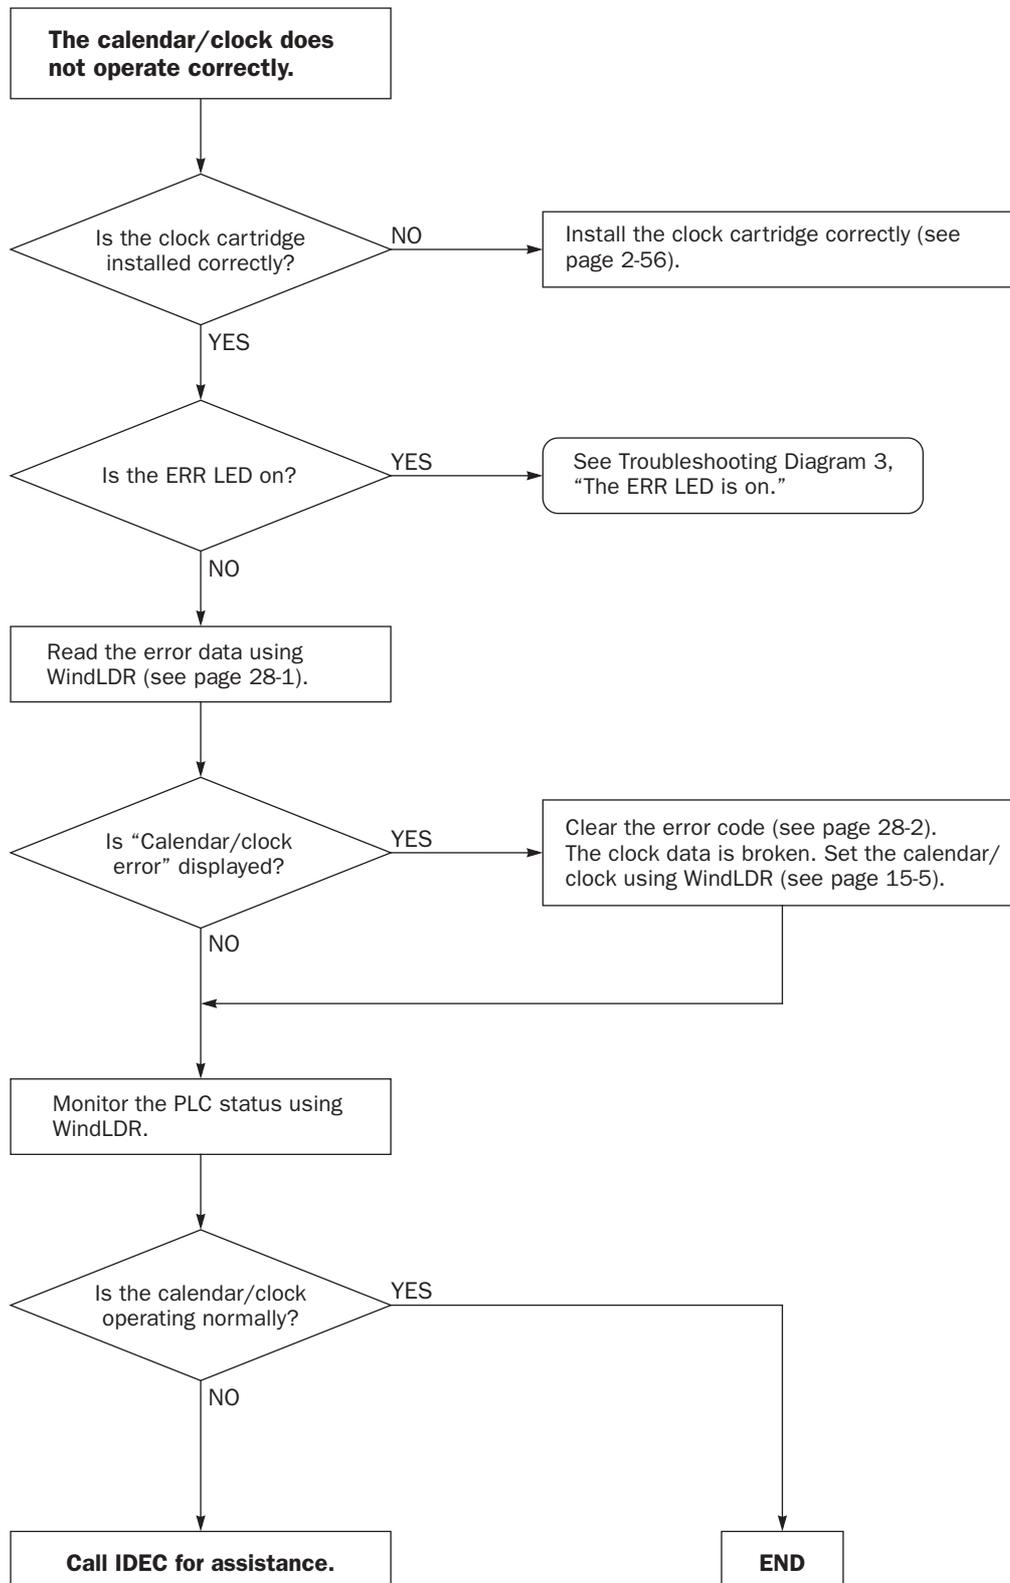 The calendar/clock does
not operate correctly.
Is the clock cartridge
installed correctly?
NO
Install the clock cartridge correctly (see
page 2-56).
YES
Is the ERR LED on?
YES
See Troubleshooting Diagram 3,
“The ERR LED is on.”
NO
Read the error data using
WindLDR (see page 28-1).
Is “Calendar/clock
error” displayed?
YES
Clear the error code (see page 28-2).
The clock data is broken. Set the calendar/
clock using WindLDR (see page 15-5).
NO
Monitor the PLC status using
WindLDR.
Is the calendar/clock
operating normally?
YES
NO
Call IDEC for assistance.
END